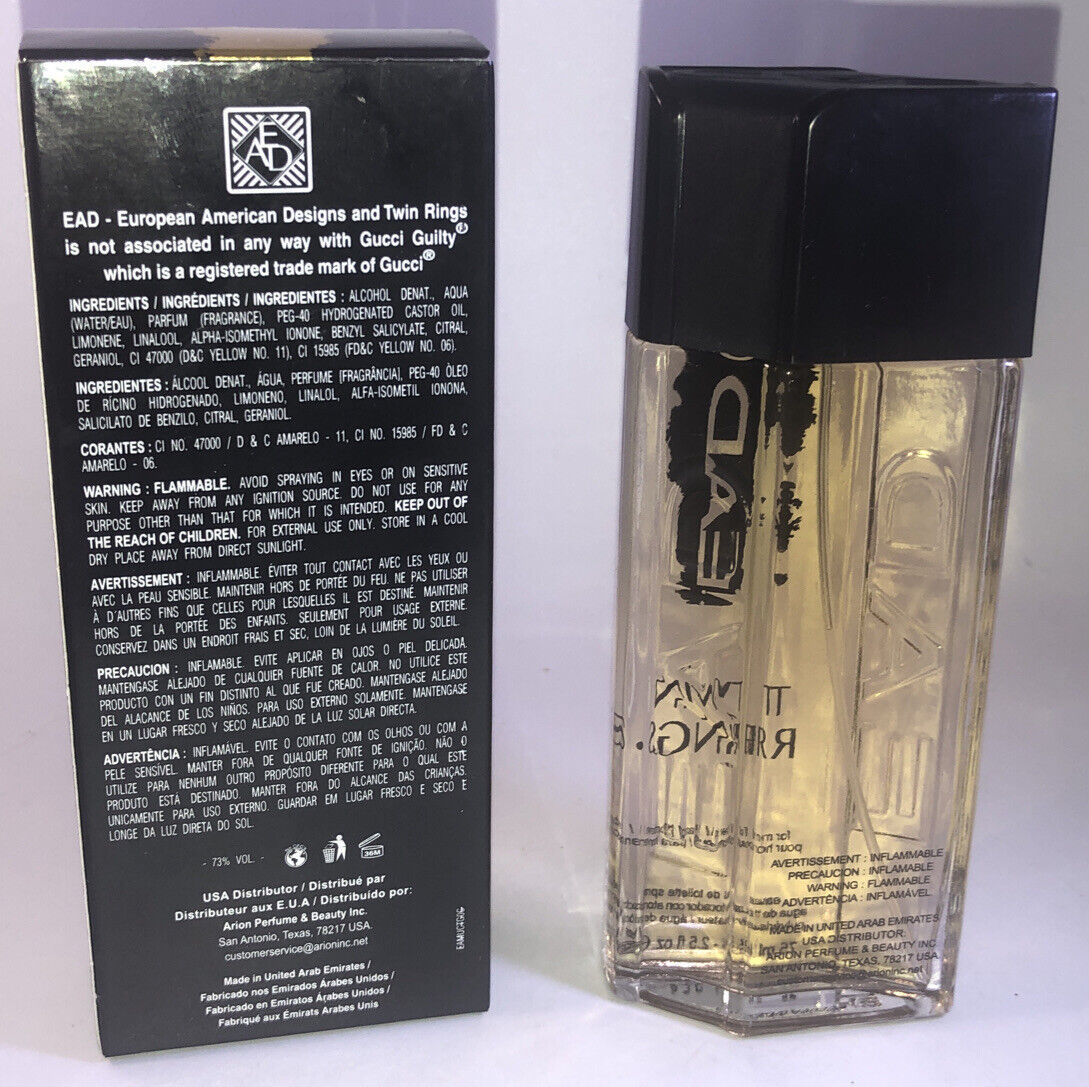 EAD
EAD - European American Designs and Twin Rings
is not associated in any way with Gucci Guilty®
which is a registered trade mark of Gucci®
INGREDIENTS / INGRÉDIENTS / INGREDIENTES : ALCOHOL DENAT., AQUA
(WATER/EAU), PARFUM (FRAGRANCE), PEG-40 HYDROGENATED CASTOR OIL,
LIMONENE, LINALOOL, ALPHA-ISOMETHYL IONONE, BENZYL SALICYLATE, CITRAL,
GERANIOL, CI 47000 (D&C YELLOW NO. 11), CI 15985 (FD&C YELLOW NO. 06).
INGREDIENTES : ÁLCOOL DENAT., ÁGUA, PERFUME [FRAGRÂNCIA], PEG-40 ÓLEO
DE RÍCINO HIDROGENADO, LIMONENO, LINALOL, ALFA-ISOMETIL IONONA,
SALICILATO DE BENZILO, CITRAL, GERANIOL.
CORANTES : CI NO. 47000 / D & C AMARELO - 11, CI NO. 15985 / FD & C
AMARELO - 06.
WARNING : FLAMMABLE. AVOID SPRAYING IN EYES OR ON SENSITIVE
SKIN. KEEP AWAY FROM ANY IGNITION SOURCE. DO NOT USE FOR ANY
PURPOSE OTHER THAN THAT FOR WHICH IT IS INTENDED. KEEP OUT OF
THE REACH OF CHILDREN. FOR EXTERNAL USE ONLY. STORE IN A COOL
DRY PLACE AWAY FROM DIRECT SUNLIGHT.
AVERTISSEMENT : INFLAMMABLE. ÉVITER TOUT CONTACT AVEC LES YEUX OU
AVEC LA PEAU SENSIBLE. MAINTENIR HORS DE PORTÉE DU FEU. NE PAS UTILISER
À D'AUTRES FINS QUE CELLES POUR LESQUELLES IL EST DESTINÉ. MAINTENIR
HORS DE LA PORTÉE DES ENFANTS. SEULEMENT POUR USAGE EXTERNE.
CONSERVEZ DANS UN ENDROIT FRAIS ET SEC, LOIN DE LA LUMIÈRE DU SOLEIL.
PRECAUCION : INFLAMABLE. EVITE APLICAR EN OJOS O PIEL DELICADA.
MANTENGASE ALEJADO DE CUALQUIER FUENTE DE CALOR. NO UTILICE ESTE
PRODUCTO CON UN FIN DISTINTO AL QUE FUE CREADO. MANTENGASE ALEJADO
DEL ALACANCE DE LOS NIÑOS. PARA USO EXTERNO SOLAMENTE. MANTENGASE
EN UN LUGAR FRESCO Y SECO ALEJADO DE LA LUZ SOLAR DIRECTA.
ADVERTÊNCIA : INFLAMÁVEL. EVITE O CONTATO COM OS OLHOS OU COM A
PELE SENSÍVEL. MANTER FORA DE QUALQUER FONTE DE IGNIÇÃO. NÃO O
UTILIZE PARA NENHUM OUTRO PROPÓSITO DIFERENTE PARA O QUAL ESTE
PRODUTO ESTÁ DESTINADO. MANTER FORA DO ALCANCE DAS CRIANÇAS.
UNICAMENTE PARA USO EXTERNO. GUARDAR EM LUGAR FRESCO E SECO E
LONGE DA LUZ DIRETA DO SOL.
- 73% VOL. -
36M
USA Distributor / Distribué par
Distributeur aux E.U.A / Distribuído por:
Arion Perfume & Beauty Inc.
San Antonio, Texas, 78217 USA.
customerservice@arioninc.net
Made in United Arab Emirates /
Fabricado nos Emirados Árabes Unidos /
Fabricado en Emiratos Árabes Unidos /
Fabriqué aux Émirats Arabes Unis
EAD
TWIN
RINGS.
AVERTISSEMENT : INFLAMMABLE
PRECAUCION : INFLAMABLE
WARNING : FLAMMABLE
ADVERTÊNCIA : INFLAMÁVEL
MADE IN UNITED ARAB EMIRATES
USA DISTRIBUTOR:
ARION PERFUME & BEAUTY INC
SAN ANTONIO, TEXAS, 78217 USA